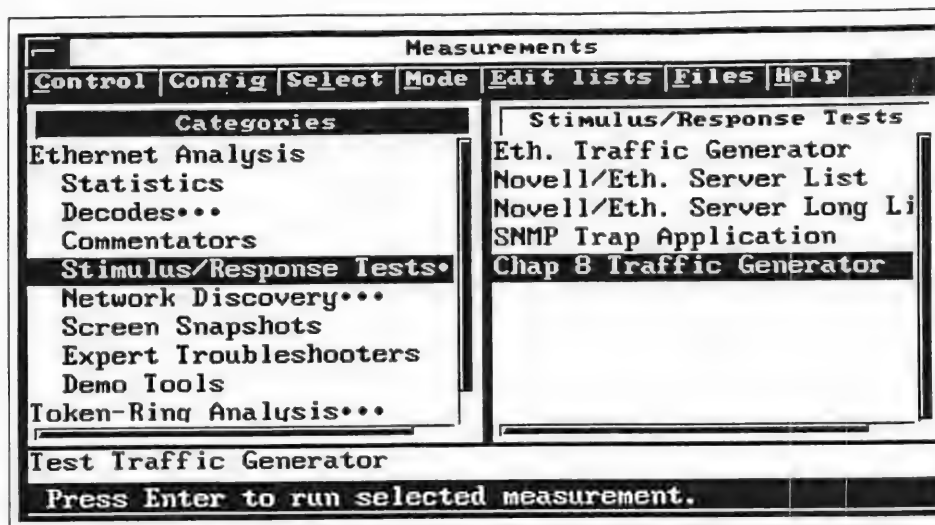 Measurements
Control Config Select Mode Edit lists Files Help
Categories
Ethernet Analysis
Statistics
Decodes•••
Commentators
Stimulus/Response Tests•
Network Discovery•••
Screen Snapshots
Expert Troubleshooters
Demo Tools
Token-Ring Analysis•••
Stimulus/Response Tests
Eth. Traffic Generator
Novell/Eth. Server List
Novell/Eth. Server Long Li
SNMP Trap Application
Chap 8 Traffic Generator
Test Traffic Generator
Press Enter to run selected measurement.